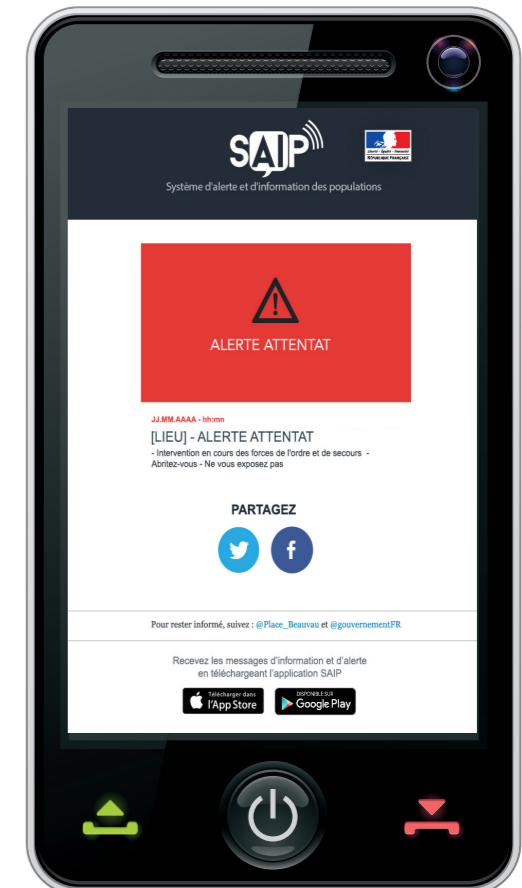 SAIP
Liberté • Égalité • Fraternité
RÉPUBLIQUE FRANÇAISE
Système d'alerte et d'information des populations
ALERTE ATTENTAT
JJ.MM.AAAA - hh:mn
[LIEU] - ALERTE ATTENTAT
- Intervention en cours des forces de l'ordre et de secours -
Abritez-vous - Ne vous exposez pas
PARTAGEZ
Pour rester informé, suivez : @Place_Beauvau et @gouvernementFR
Recevez les messages d'information et d'alerte
en téléchargeant l'application SAIP
Télécharger dans
l'App Store
DISPONIBLE SUR
Google Play